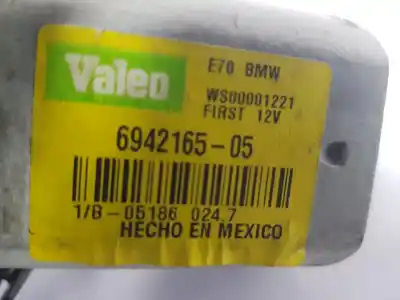 Valeo
E70 BMW
WS00001221
FIRST 12V
6942165-05
1/B-05186 024.7
HECHO EN MEXICO